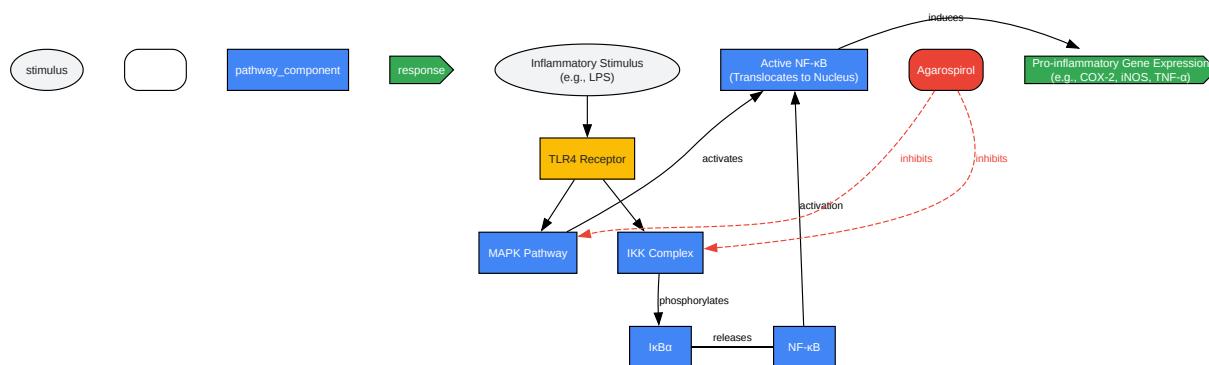 induces
stimulus
pathway_component
response
Inflammatory Stimulus
(e.g., LPS)
Active NF-κB
(Translocates to Nucleus)
Agarospirol
Pro-inflammatory Gene Expression
(e.g., COX-2, iNOS, TNF-α)
TLR4 Receptor
activates
inhibits
inhibits
activation
MAPK Pathway
IKK Complex
phosphorylates
releases
IκBα
NF-κB